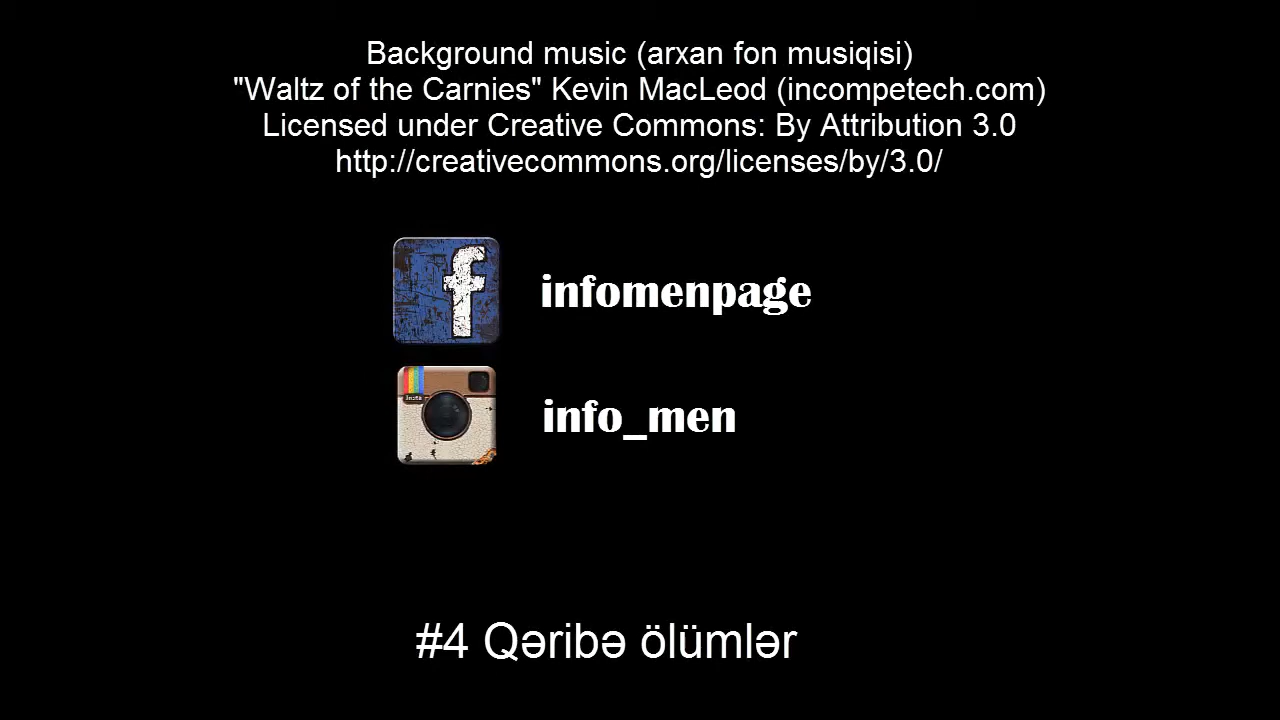 Background music (arxan fon musiqisi)
"Waltz of the Carnies" Kevin MacLeod (incompetech.com)
Licensed under Creative Commons: By Attribution 3.0
http://creativecommons.org/licenses/by/3.0/
infomenpage
Insta
info_men
#4 Qəribə ölümlər